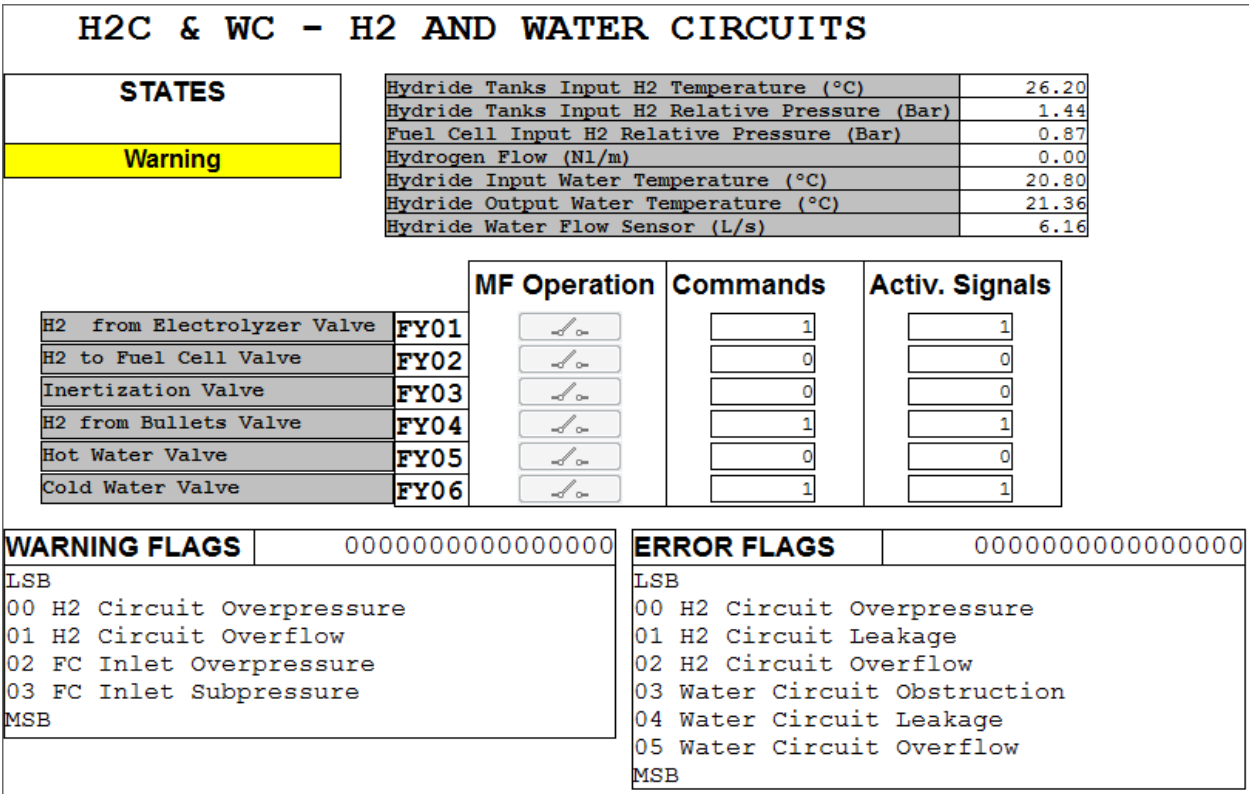 H2C & WC - H2 AND WATER CIRCUITS
STATES
Warning
Hydride Tanks Input H2 Temperature (°C) 26.20
Hydride Tanks Input H2 Relative Pressure (Bar) 1.44
Fuel Cell Input H2 Relative Pressure (Bar) 0.87
Hydrogen Flow (Nl/m) 0.00
Hydride Input Water Temperature (°C) 20.80
Hydride Output Water Temperature (°C) 21.36
Hydride Water Flow Sensor (L/s) 6.16
MF Operation Commands Activ. Signals
H2 from Electrolyzer Valve FY01 1 1
H2 to Fuel Cell Valve FY02 0 0
Inertization Valve FY03 0 0
H2 from Bullets Valve FY04 1 1
Hot Water Valve FY05 0 0
Cold Water Valve FY06 1 1
WARNING FLAGS 0000000000000000
LSB
00 H2 Circuit Overpressure
01 H2 Circuit Overflow
02 FC Inlet Overpressure
03 FC Inlet Subpressure
MSB
ERROR FLAGS 0000000000000000
LSB
00 H2 Circuit Overpressure
01 H2 Circuit Leakage
02 H2 Circuit Overflow
03 Water Circuit Obstruction
04 Water Circuit Leakage
05 Water Circuit Overflow
MSB